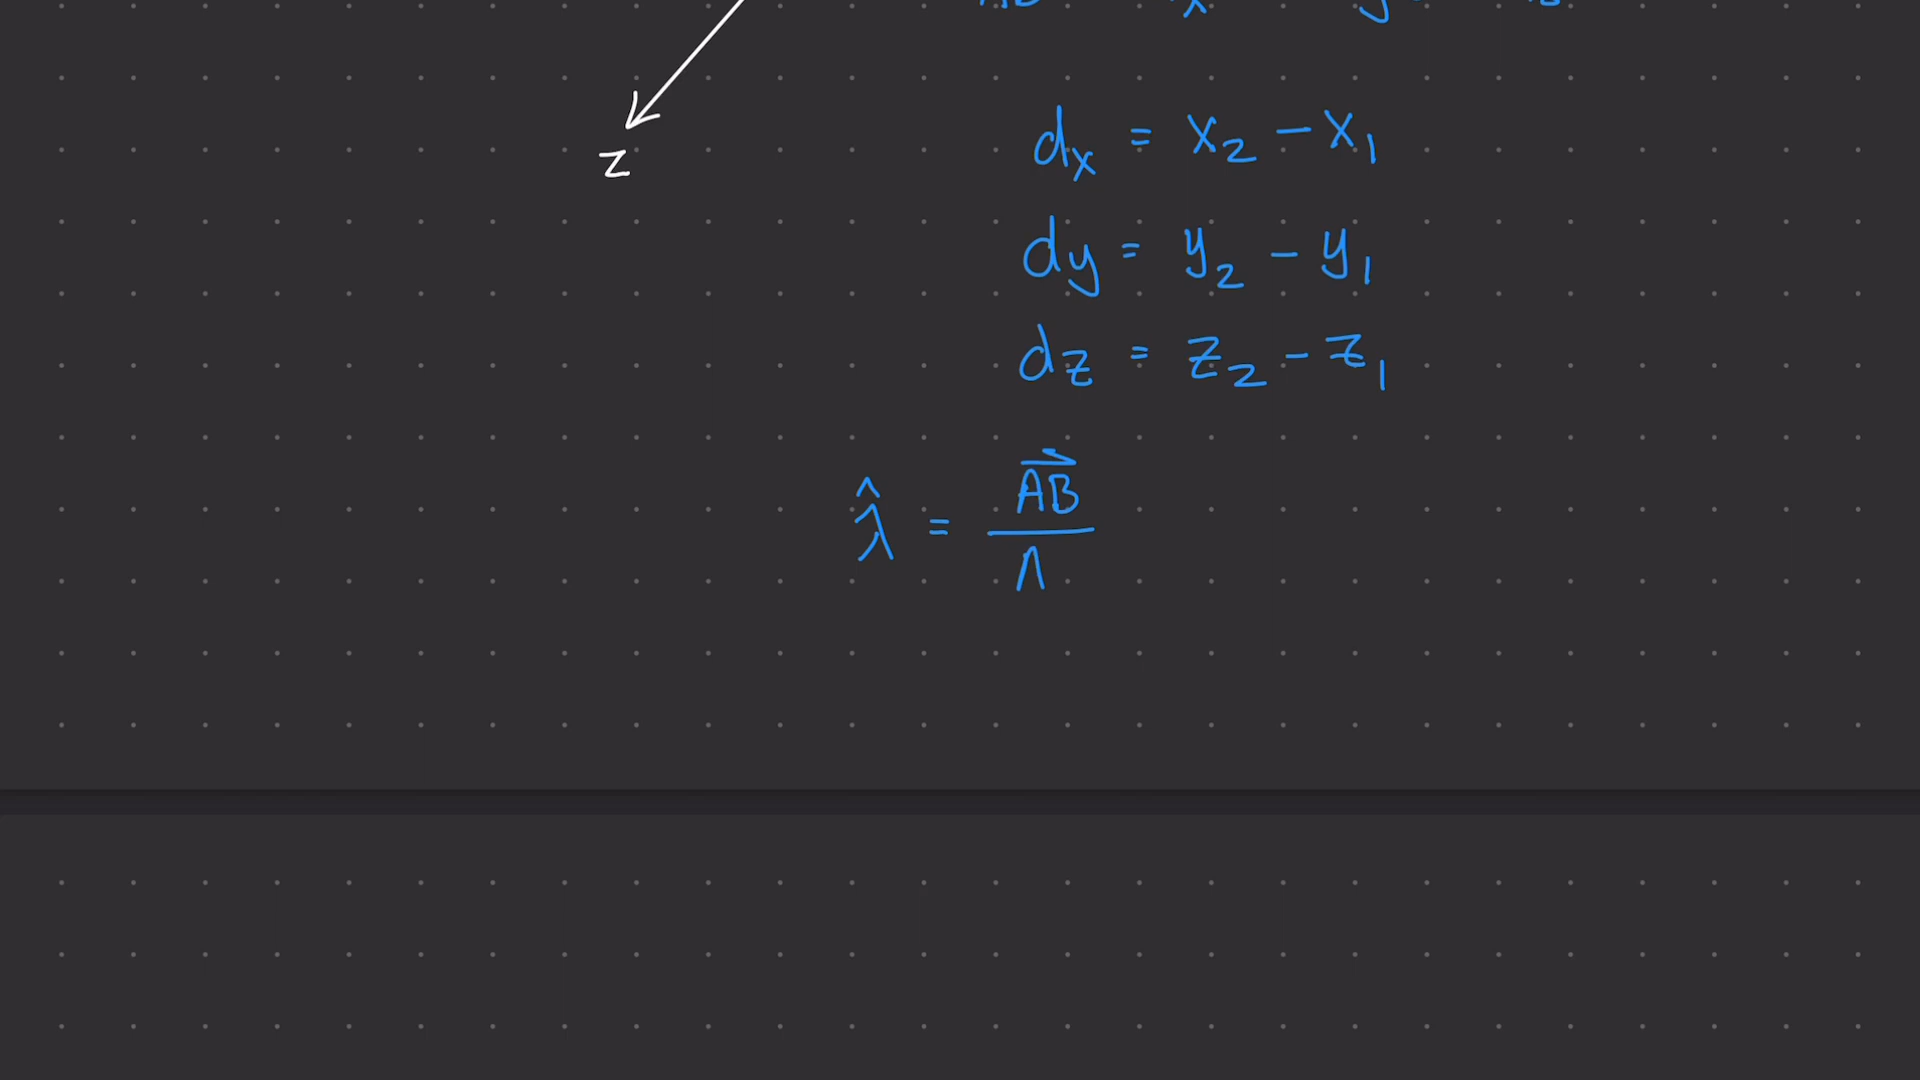 z
dx = x₂ − x₁
dy = y₂ − y₁
dz = z₂ − z₁
λ̂ = AB⃗